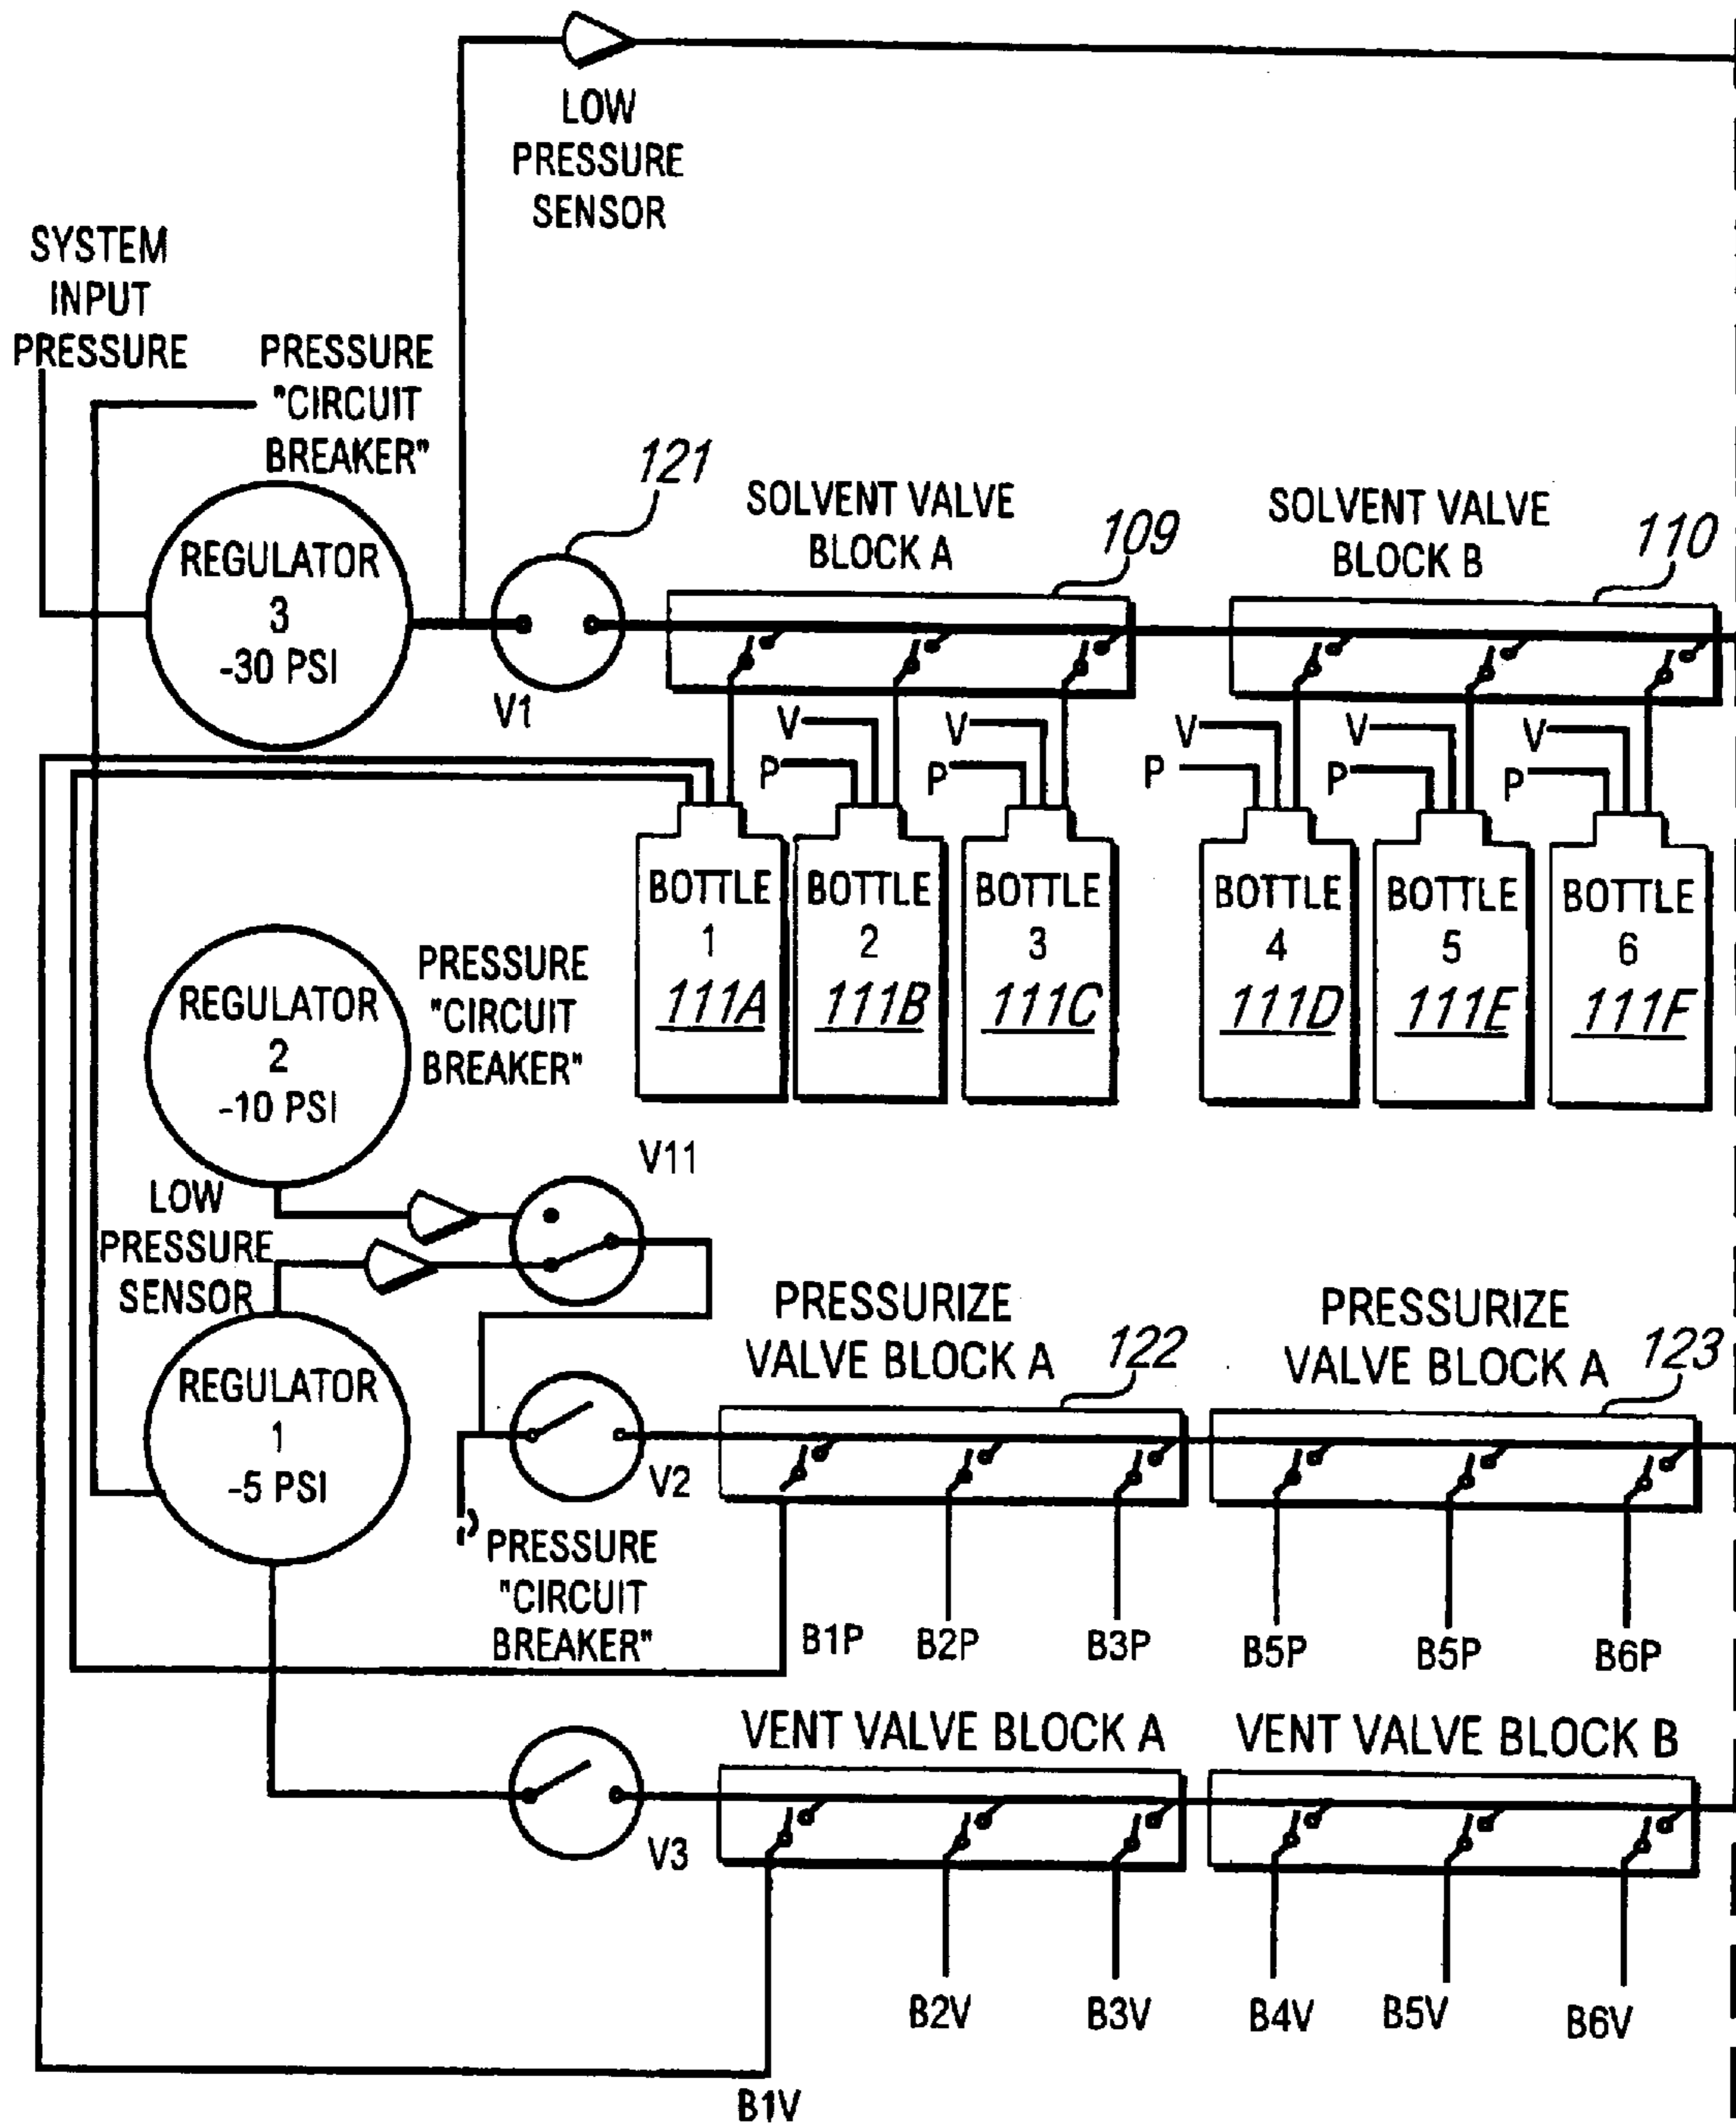 LOW
PRESSURE
SENSOR
SYSTEM
INPUT
PRESSURE
PRESSURE
"CIRCUIT
BREAKER"
121
SOLVENT VALVE
BLOCK A
109
SOLVENT VALVE
BLOCK B
110
REGULATOR
3
-30 PSI
V1
V
P
V
P
V
P
V
P
V
P
BOTTLE
1
111A
BOTTLE
2
111B
BOTTLE
3
111C
BOTTLE
4
111D
BOTTLE
5
111E
BOTTLE
6
111F
REGULATOR
2
-10 PSI
PRESSURE
"CIRCUIT
BREAKER"
V11
LOW
PRESSURE
SENSOR
REGULATOR
1
-5 PSI
PRESSURIZE
VALVE BLOCK A
122
PRESSURIZE
VALVE BLOCK A
123
V2
PRESSURE
"CIRCUIT
BREAKER"
B1P
B2P
B3P
B5P
B5P
B6P
VENT VALVE BLOCK A
VENT VALVE BLOCK B
V3
B2V
B3V
B4V
B5V
B6V
B1V